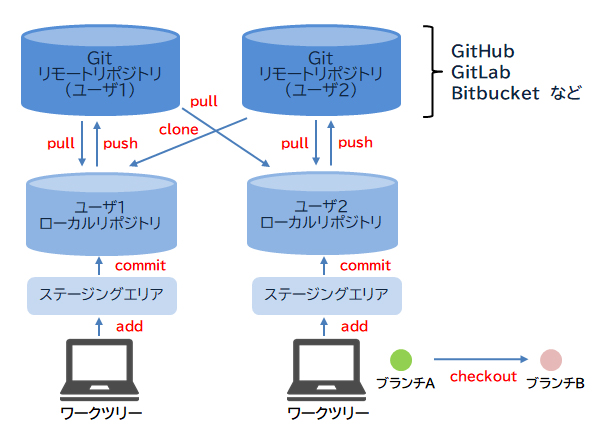 Git
リモートリポジトリ
(ユーザ1)
Git
リモートリポジトリ
(ユーザ2)
GitHub
GitLab
Bitbucket など
pull
clone
pull
push
pull
push
ユーザ1
ローカルリポジトリ
ユーザ2
ローカルリポジトリ
commit
commit
ステージングエリア
ステージングエリア
add
add
ワークツリー
ワークツリー
ブランチA
checkout
ブランチB